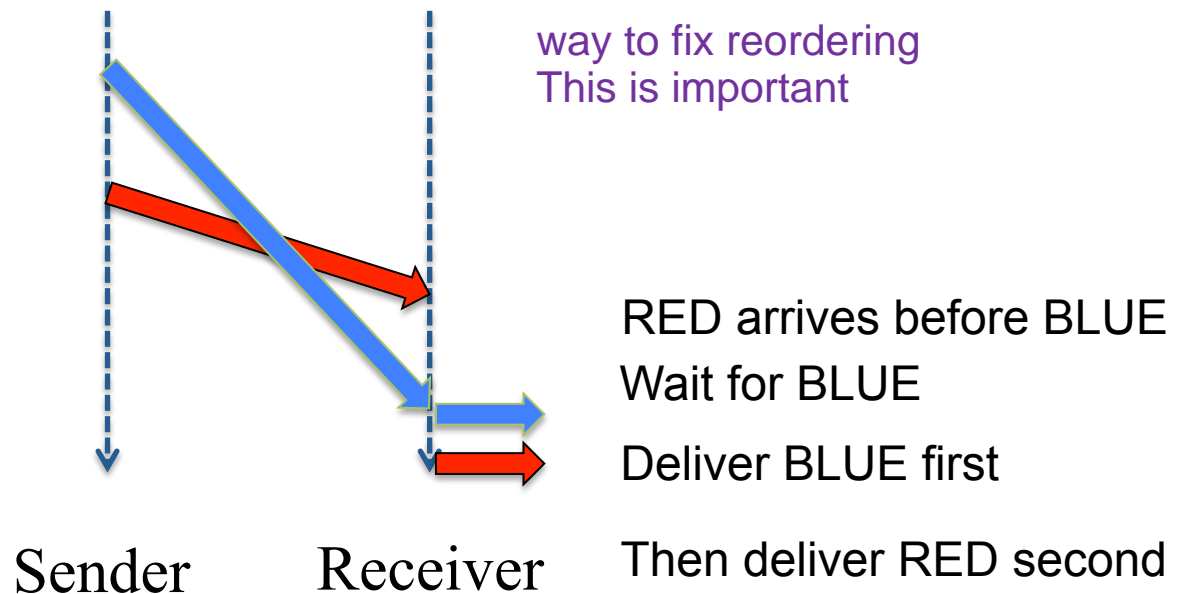 way to fix reordering
This is important
RED arrives before BLUE
Wait for BLUE
Deliver BLUE first
Then deliver RED second
Sender
Receiver